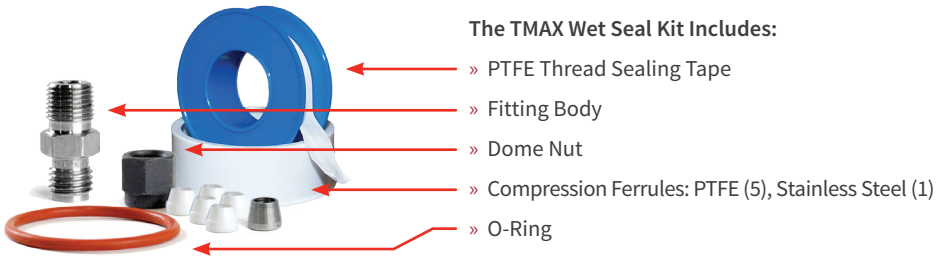 The TMAX Wet Seal Kit Includes:
» PTFE Thread Sealing Tape
» Fitting Body
» Dome Nut
» Compression Ferrules: PTFE (5), Stainless Steel (1)
» O-Ring